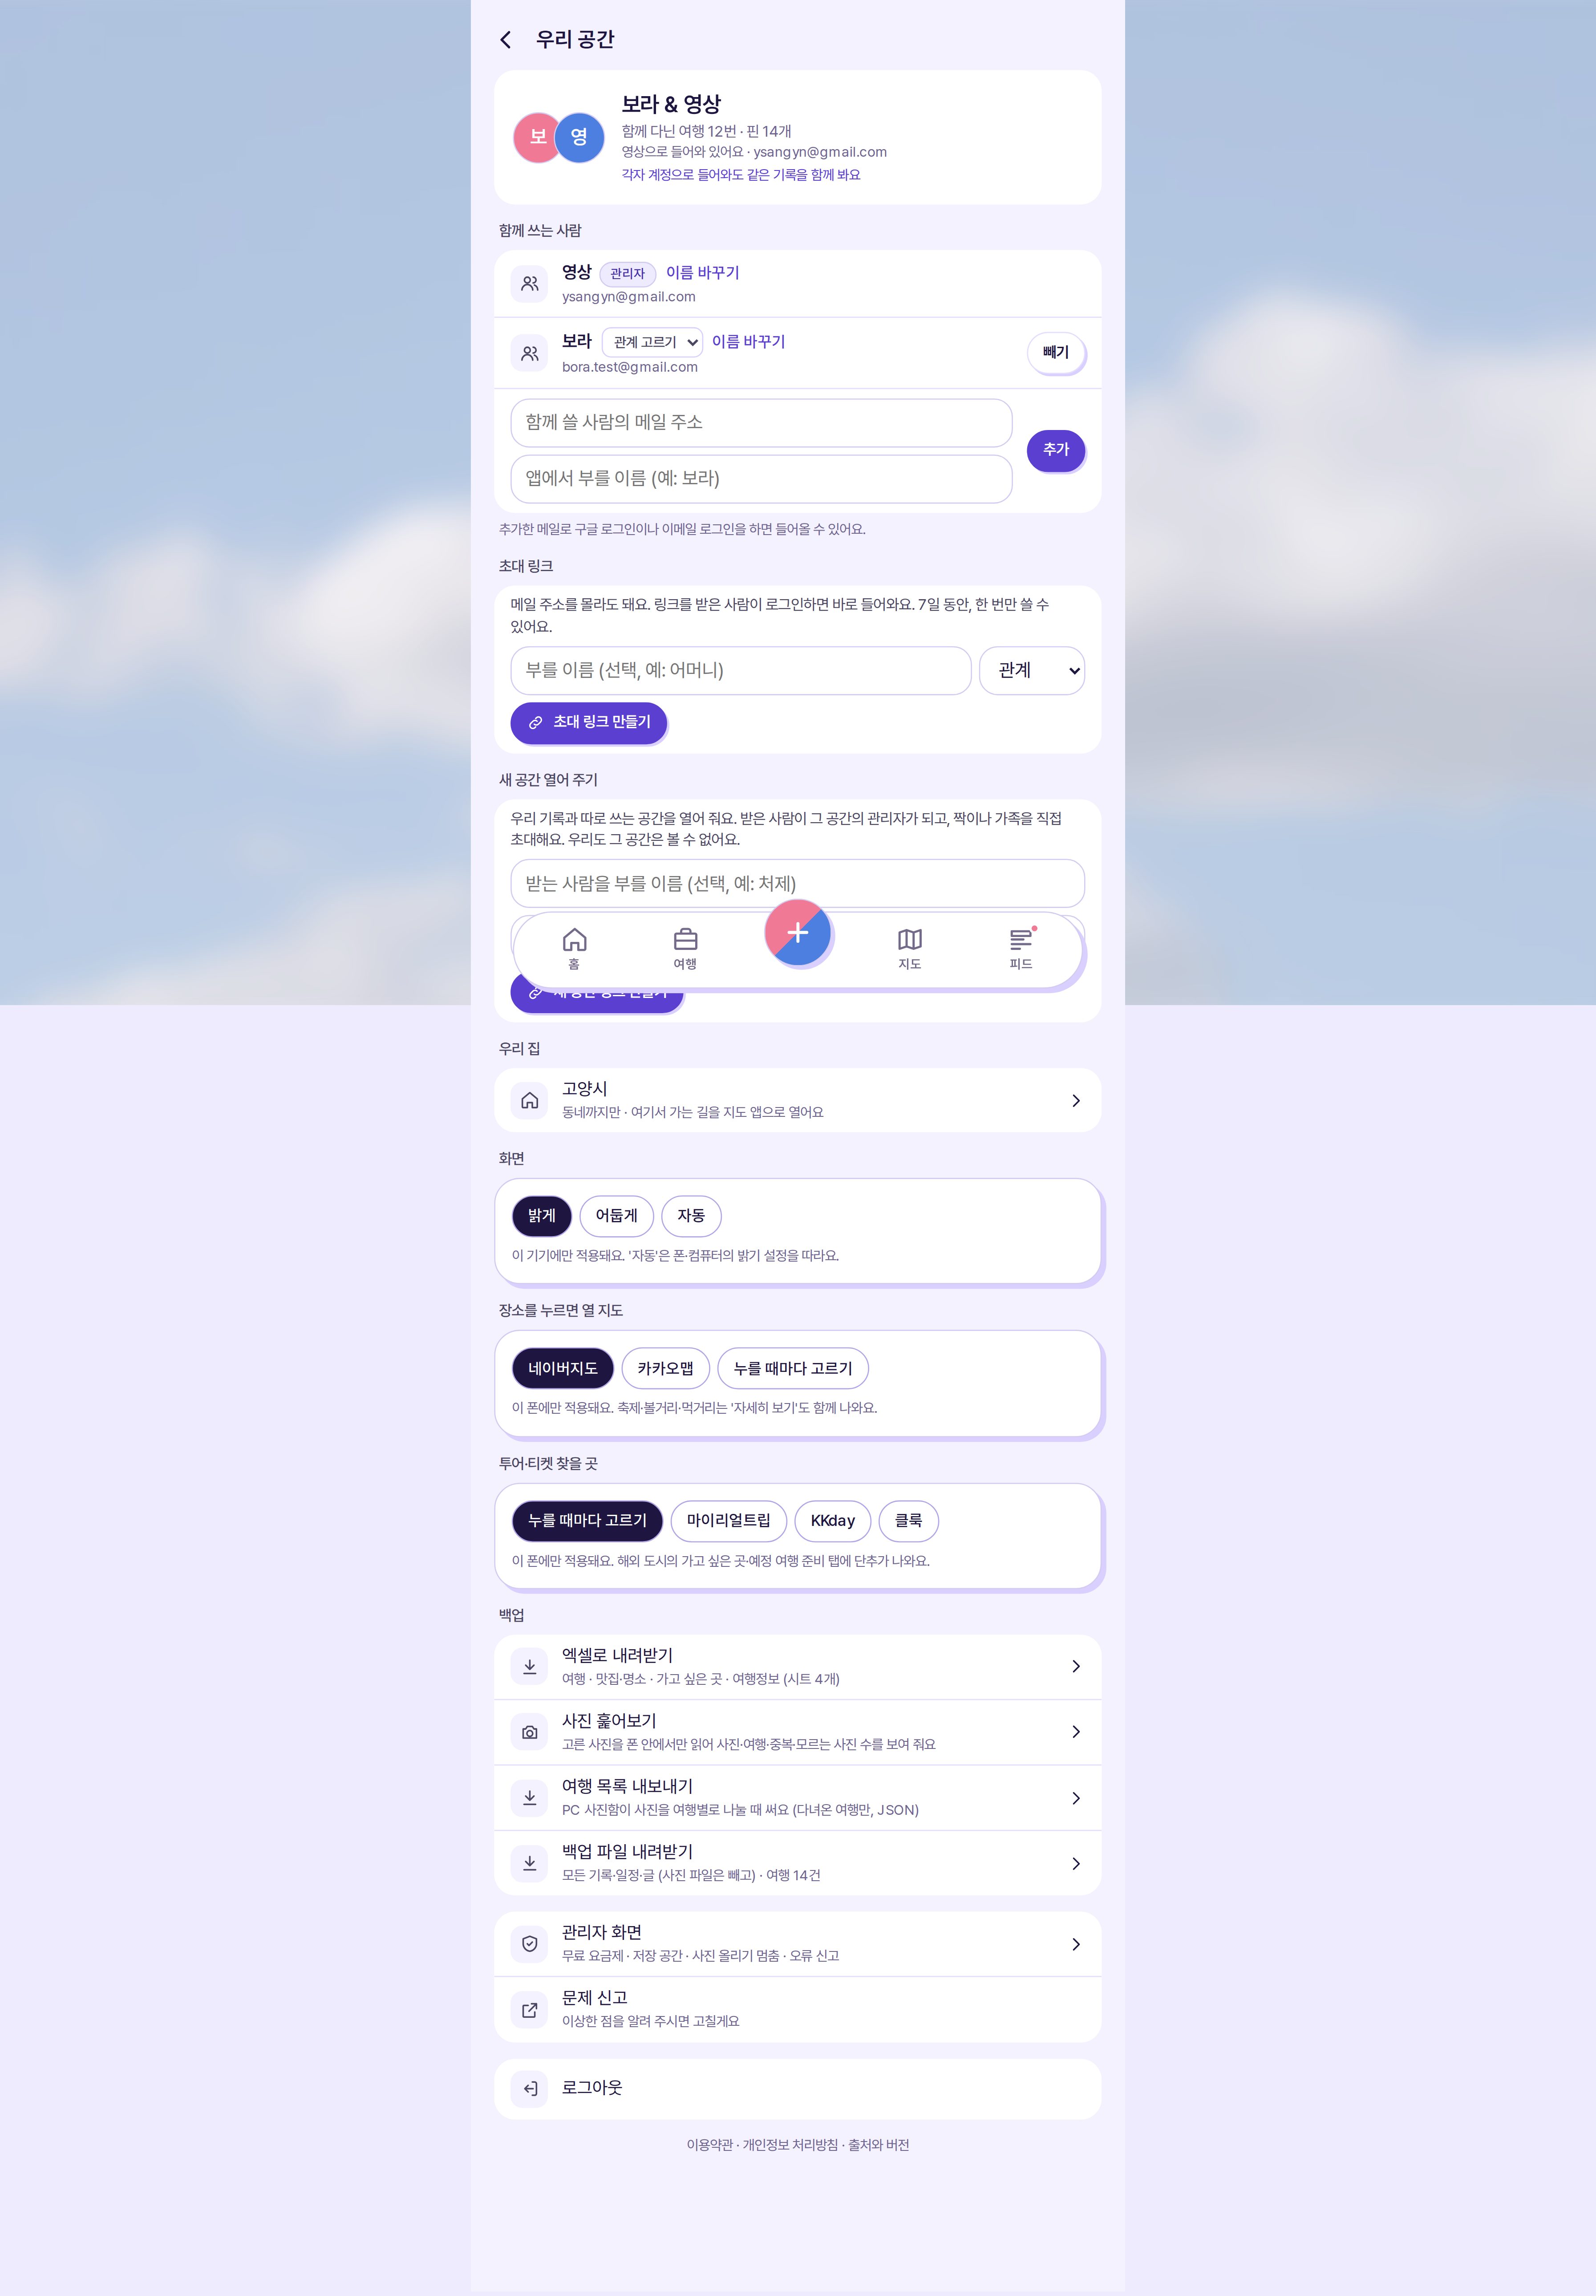 우리 공간
보 영
보라 & 영상
함께 다닌 여행 12번 · 핀 14개
영상으로 들어와 있어요 · ysangyn@gmail.com
각자 계정으로 들어와도 같은 기록을 함께 봐요
함께 쓰는 사람
영상 관리자 이름 바꾸기
ysangyn@gmail.com
보라 관계 고르기 이름 바꾸기
bora.test@gmail.com
빼기
함께 쓸 사람의 메일 주소
앱에서 부를 이름 (예: 보라)
추가
추가한 메일로 구글 로그인이나 이메일 로그인을 하면 들어올 수 있어요.
초대 링크
메일 주소를 몰라도 돼요. 링크를 받은 사람이 로그인하면 바로 들어와요. 7일 동안, 한 번만 쓸 수
있어요.
부를 이름 (선택, 예: 어머니) 관계
초대 링크 만들기
새 공간 열어 주기
우리 기록과 따로 쓰는 공간을 열어 줘요. 받은 사람이 그 공간의 관리자가 되고, 짝이나 가족을 직접
초대해요. 우리도 그 공간은 볼 수 없어요.
받는 사람을 부를 이름 (선택, 예: 처제)
홈 여행 지도 피드
우리 집
고양시
동네까지만 · 여기서 가는 길을 지도 앱으로 열어요
화면
밝게 어둡게 자동
이 기기에만 적용돼요. '자동'은 폰·컴퓨터의 밝기 설정을 따라요.
장소를 누르면 열 지도
네이버지도 카카오맵 누를 때마다 고르기
이 폰에만 적용돼요. 축제·볼거리·먹거리는 '자세히 보기'도 함께 나와요.
투어·티켓 찾을 곳
누를 때마다 고르기 마이리얼트립 KKday 클룩
이 폰에만 적용돼요. 해외 도시의 가고 싶은 곳·예정 여행 준비 탭에 단추가 나와요.
백업
엑셀로 내려받기
여행 · 맛집·명소 · 가고 싶은 곳 · 여행정보 (시트 4개)
사진 훑어보기
고른 사진을 폰 안에서만 읽어 사진·여행·중복·모르는 사진 수를 보여 줘요
여행 목록 내보내기
PC 사진함이 사진을 여행별로 나눌 때 써요 (다녀온 여행만, JSON)
백업 파일 내려받기
모든 기록·일정·글 (사진 파일은 빼고) · 여행 14건
관리자 화면
무료 요금제 · 저장 공간 · 사진 올리기 멈춤 · 오류 신고
문제 신고
이상한 점을 알려 주시면 고칠게요
로그아웃
이용약관 · 개인정보 처리방침 · 출처와 버전